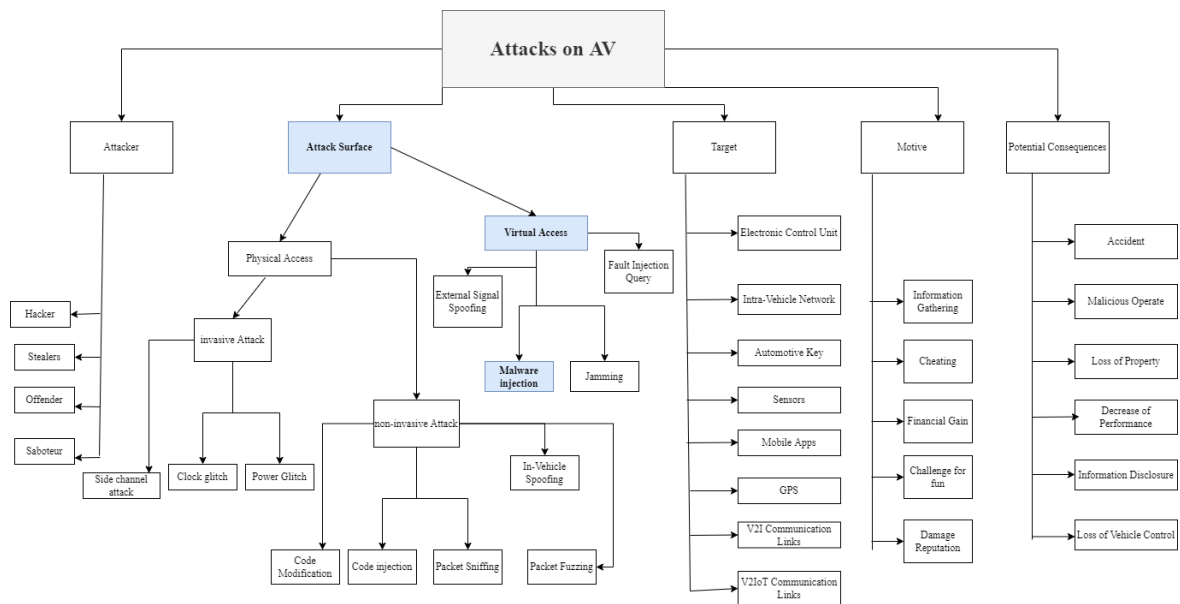 Attacks on AV
Attacker
Attack Surface
Target
Motive
Potential Consequences
Virtual Access
Physical Access
Fault Injection
Query
External Signal
Spoofing
Malware
injection
Jamming
Hacker
Stealers
Offender
Saboteur
invasive Attack
Side channel
attack
Clock glitch
Power Glitch
non-invasive Attack
In-Vehicle
Spoofing
Code
Modification
Code injection
Packet Sniffing
Packet Fuzzing
Electronic Control Unit
Intra-Vehicle Network
Automotive Key
Sensors
Mobile Apps
GPS
V2I Communication
Links
V2IoT Communication
Links
Information
Gathering
Cheating
Financial Gain
Challenge for
fun
Damage
Reputation
Accident
Malicious Operate
Loss of Property
Decrease of
Performance
Information Disclosure
Loss of Vehicle Control